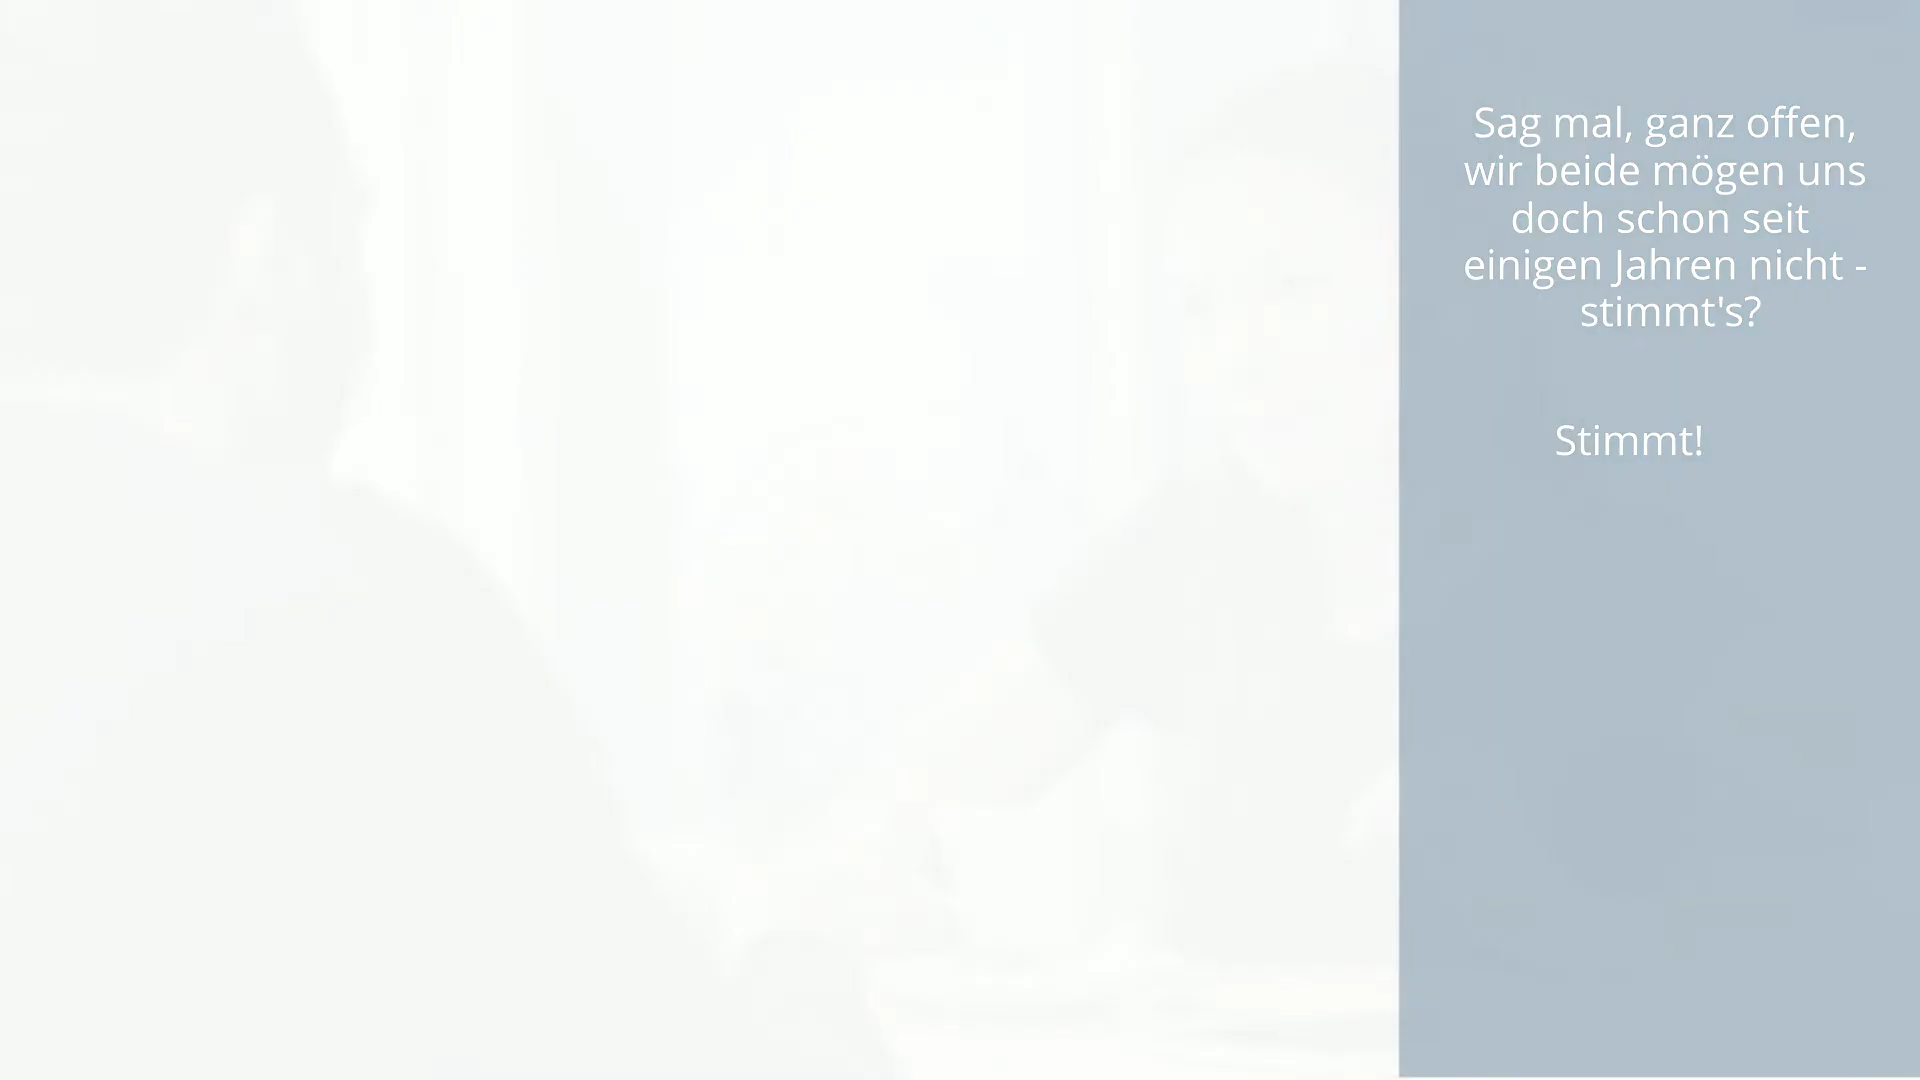 Sag mal, ganz offen,
wir beide mögen uns
doch schon seit
einigen Jahren nicht -
stimmt's?
Stimmt!